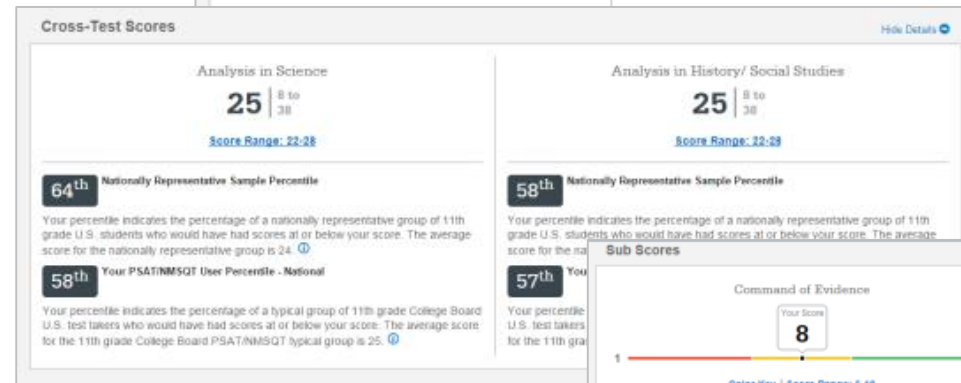 Cross-Test Scores
Hide Details
Analysis in Science
25 8 to 38
Score Range: 22-28
64th Nationally Representative Sample Percentile
Your percentile indicates the percentage of a nationally representative group of 11th
grade U.S. students who would have had scores at or below your score. The average
score for the nationally representative group is 24.
58th Your PSAT/NMSQT User Percentile - National
Your percentile indicates the percentage of a typical group of 11th grade College Board
U.S. test takers who would have had scores at or below your score. The average score
for the 11th grade College Board PSAT/NMSQT typical group is 25.
Analysis in History/ Social Studies
25 8 to 38
Score Range: 22-28
58th Nationally Representative Sample Percentile
Your percentile indicates the percentage of a nationally representative group of 11th
grade U.S. students who would have had scores at or below your score. The average
score for the na
57th You
Your percentile
U.S. test takers
for the 11th gra
Sub Scores
Command of Evidence
Your Score
8
1